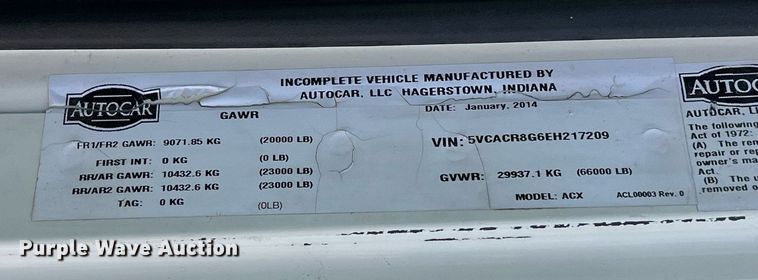 INCOMPLETE VEHICLE MANUFACTURED BY
AUTOCAR, LLC HAGERSTOWN, INDIANA
AUTOCAR
GAWR
DATE: January, 2014
FR1/FR2 GAWR: 9071.85 KG (20000 LB)
FIRST INT: 0 KG (0 LB)
RR/AR GAWR: 10432.6 KG (23000 LB)
RR/AR2 GAWR: 10432.6 KG (23000 LB)
TAG: 0 KG (0LB)
VIN: 5VCACR8G6EH217209
GVWR: 29937.1 KG (66000 LB)
MODEL: ACX ACL00003 Rev. 0
AUTOC
AUTOCAR, LL
The following
Act of 1972:
(A) The rem
repair or repl
owner's ma
Act.
(B) The u
removed o
Purple Wave Auction